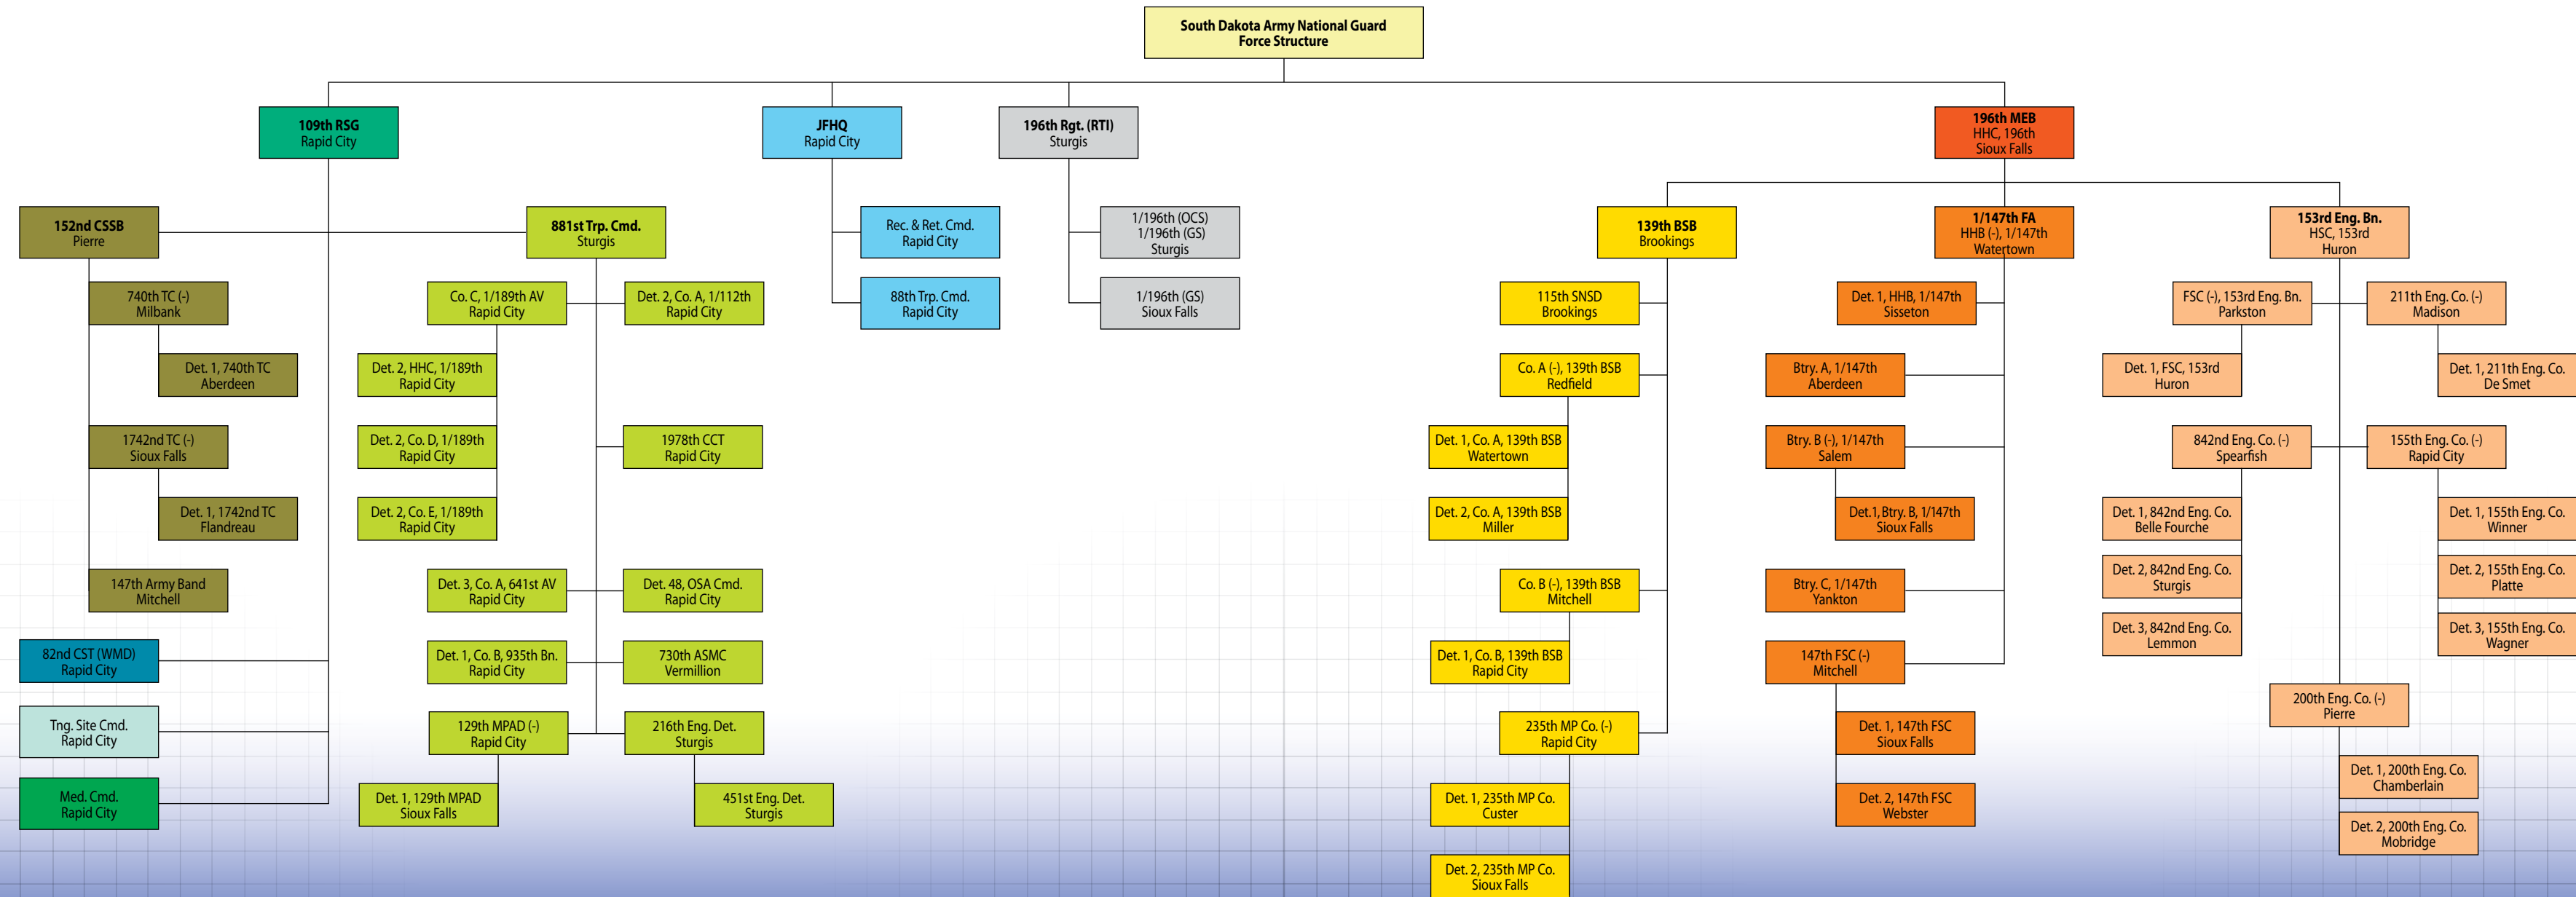 South Dakota Army National Guard
Force Structure
109th RSG
Rapid City
JFHQ
Rapid City
196th Rgt. (RTI)
Sturgis
196th MEB
HHC, 196th
Sioux Falls
152nd CSSB
Pierre
740th TC (-)
Milbank
Det. 1, 740th TC
Aberdeen
1742nd TC (-)
Sioux Falls
Det. 1, 1742nd TC
Flandreau
147th Army Band
Mitchell
82nd CST (WMD)
Rapid City
Tng. Site Cmd.
Rapid City
Med. Cmd.
Rapid City
881st Trp. Cmd.
Sturgis
Co. C, 1/189th AV
Rapid City
Det. 2, Co. A, 1/112th
Rapid City
Det. 2, HHC, 1/189th
Rapid City
Det. 2, Co. D, 1/189th
Rapid City
1978th CCT
Rapid City
Det. 2, Co. E, 1/189th
Rapid City
Det. 3, Co. A, 641st AV
Rapid City
Det. 48, OSA Cmd.
Rapid City
Det. 1, Co. B, 935th Bn.
Rapid City
730th ASMC
Vermillion
129th MPAD (-)
Rapid City
216th Eng. Det.
Sturgis
Det. 1, 129th MPAD
Sioux Falls
451st Eng. Det.
Sturgis
Rec. & Ret. Cmd.
Rapid City
88th Trp. Cmd.
Rapid City
1/196th (OCS)
1/196th (GS)
Sturgis
1/196th (GS)
Sioux Falls
139th BSB
Brookings
115th SNSD
Brookings
Co. A (-), 139th BSB
Redfield
Det. 1, Co. A, 139th BSB
Watertown
Det. 2, Co. A, 139th BSB
Miller
Co. B (-), 139th BSB
Mitchell
Det. 1, Co. B, 139th BSB
Rapid City
235th MP Co. (-)
Rapid City
Det. 1, 235th MP Co.
Custer
Det. 2, 235th MP Co.
Sioux Falls
1/147th FA
HHB (-), 1/147th
Watertown
Det. 1, HHB, 1/147th
Sisseton
Btry. A, 1/147th
Aberdeen
Btry. B (-), 1/147th
Salem
Det.1, Btry. B, 1/147th
Sioux Falls
Btry. C, 1/147th
Yankton
147th FSC (-)
Mitchell
Det. 1, 147th FSC
Sioux Falls
Det. 2, 147th FSC
Webster
153rd Eng. Bn.
HSC, 153rd
Huron
FSC (-), 153rd Eng. Bn.
Parkston
211th Eng. Co. (-)
Madison
Det. 1, FSC, 153rd
Huron
Det. 1, 211th Eng. Co.
De Smet
842nd Eng. Co. (-)
Spearfish
155th Eng. Co. (-)
Rapid City
Det. 1, 842nd Eng. Co.
Belle Fourche
Det. 1, 155th Eng. Co.
Winner
Det. 2, 842nd Eng. Co.
Sturgis
Det. 2, 155th Eng. Co.
Platte
Det. 3, 842nd Eng. Co.
Lemmon
Det. 3, 155th Eng. Co.
Wagner
200th Eng. Co. (-)
Pierre
Det. 1, 200th Eng. Co.
Chamberlain
Det. 2, 200th Eng. Co.
Mobridge